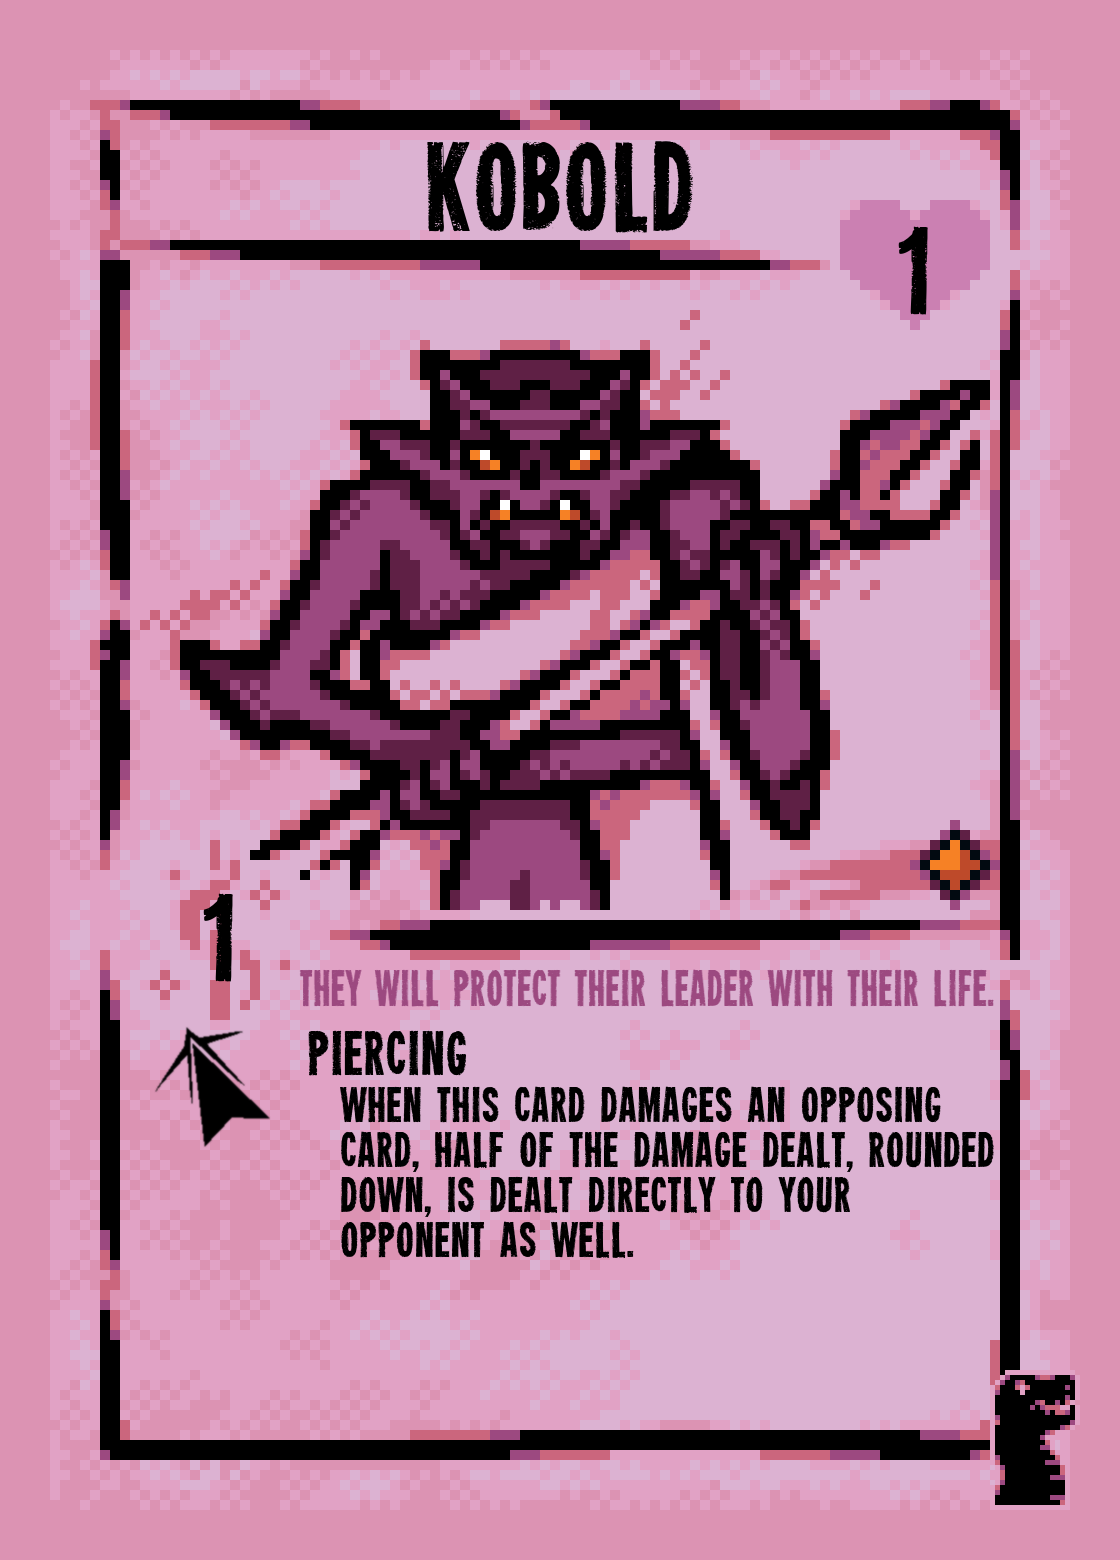 KOBOLD
1
1
THEY WILL PROTECT THEIR LEADER WITH THEIR LIFE.
PIERCING
WHEN THIS CARD DAMAGES AN OPPOSING
CARD, HALF OF THE DAMAGE DEALT, ROUNDED
DOWN, IS DEALT DIRECTLY TO YOUR
OPPONENT AS WELL.